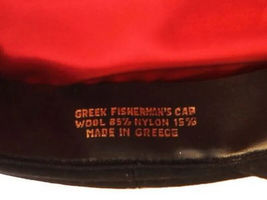 GREEK FISHERMAN'S CAP
WOOL 85% NYLON 15%
MADE IN GREECE